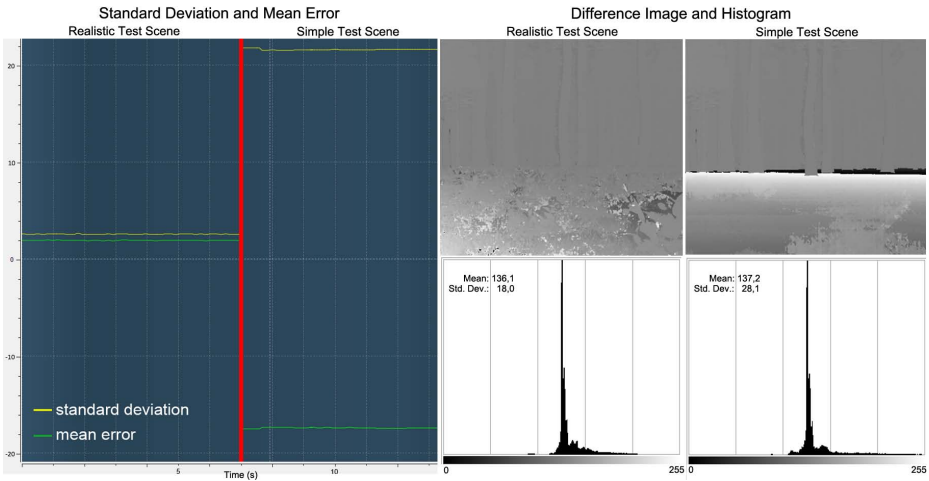 Standard Deviation and Mean Error
Realistic Test Scene
Simple Test Scene
20
10
0
-10
-20
standard deviation
mean error
5
10
Time (s)
Difference Image and Histogram
Realistic Test Scene
Simple Test Scene
Mean: 136,1
Std. Dev.: 18,0
0
255
Mean: 137,2
Std. Dev.: 28,1
0
255